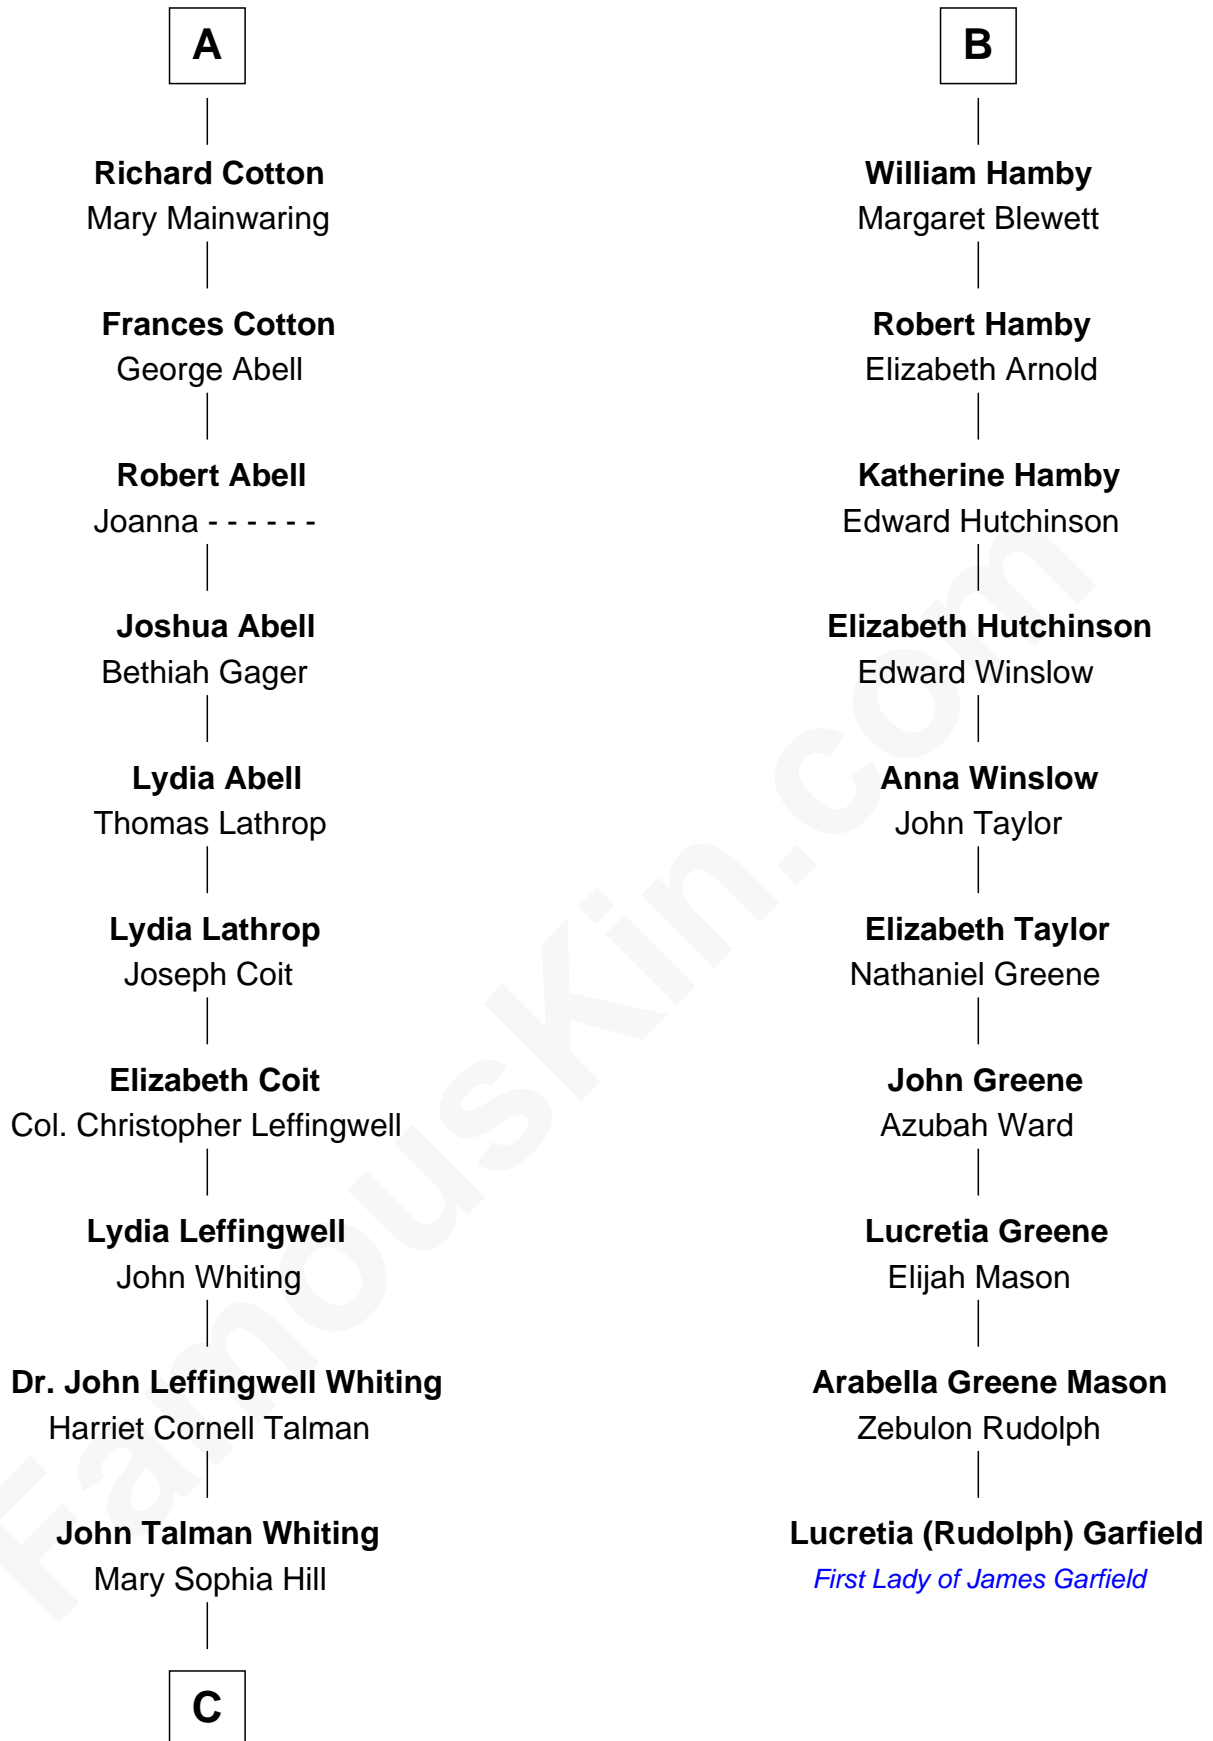 A
Richard Cotton
Mary Mainwaring
Frances Cotton
George Abell
Robert Abell
Joanna - - - - - -
Joshua Abell
Bethiah Gager
Lydia Abell
Thomas Lathrop
Lydia Lathrop
Joseph Coit
Elizabeth Coit
Col. Christopher Leffingwell
Lydia Leffingwell
John Whiting
Dr. John Leffingwell Whiting
Harriet Cornell Talman
John Talman Whiting
Mary Sophia Hill
C
B
William Hamby
Margaret Blewett
Robert Hamby
Elizabeth Arnold
Katherine Hamby
Edward Hutchinson
Elizabeth Hutchinson
Edward Winslow
Anna Winslow
John Taylor
Elizabeth Taylor
Nathaniel Greene
John Greene
Azubah Ward
Lucretia Greene
Elijah Mason
Arabella Greene Mason
Zebulon Rudolph
Lucretia (Rudolph) Garfield
First Lady of James Garfield
FamousKin.com